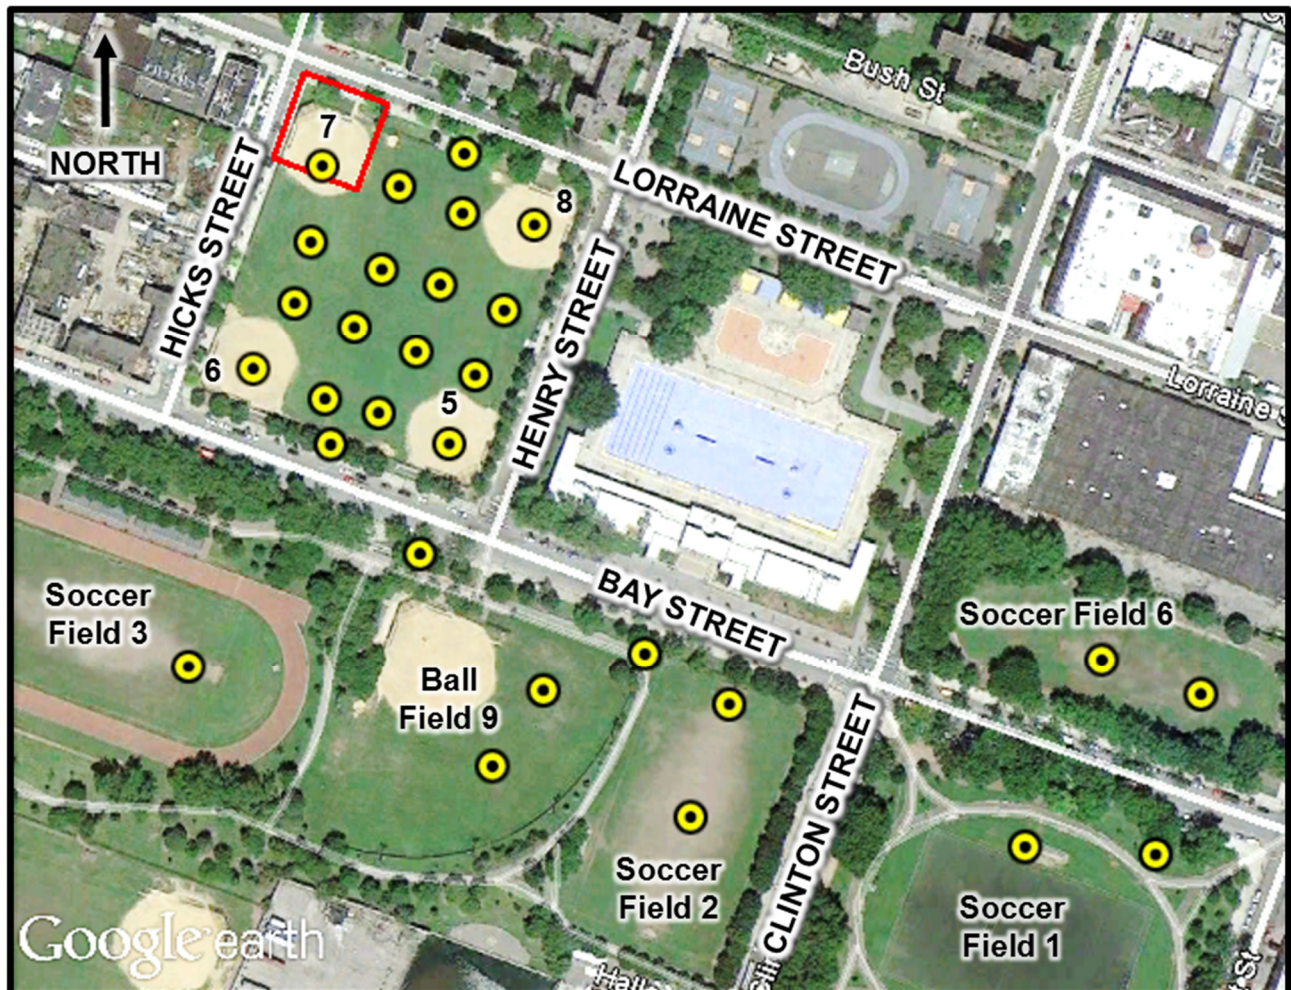 Bush St
NORTH
7
8
HICKS STREET
LORRAINE STREET
HENRY STREET
6
5
Lorraine S
BAY STREET
Soccer
Field 3
Soccer Field 6
Ball
Field 9
CLINTON STREET
Soccer
Field 2
Soccer
Field 1
Google earth
St